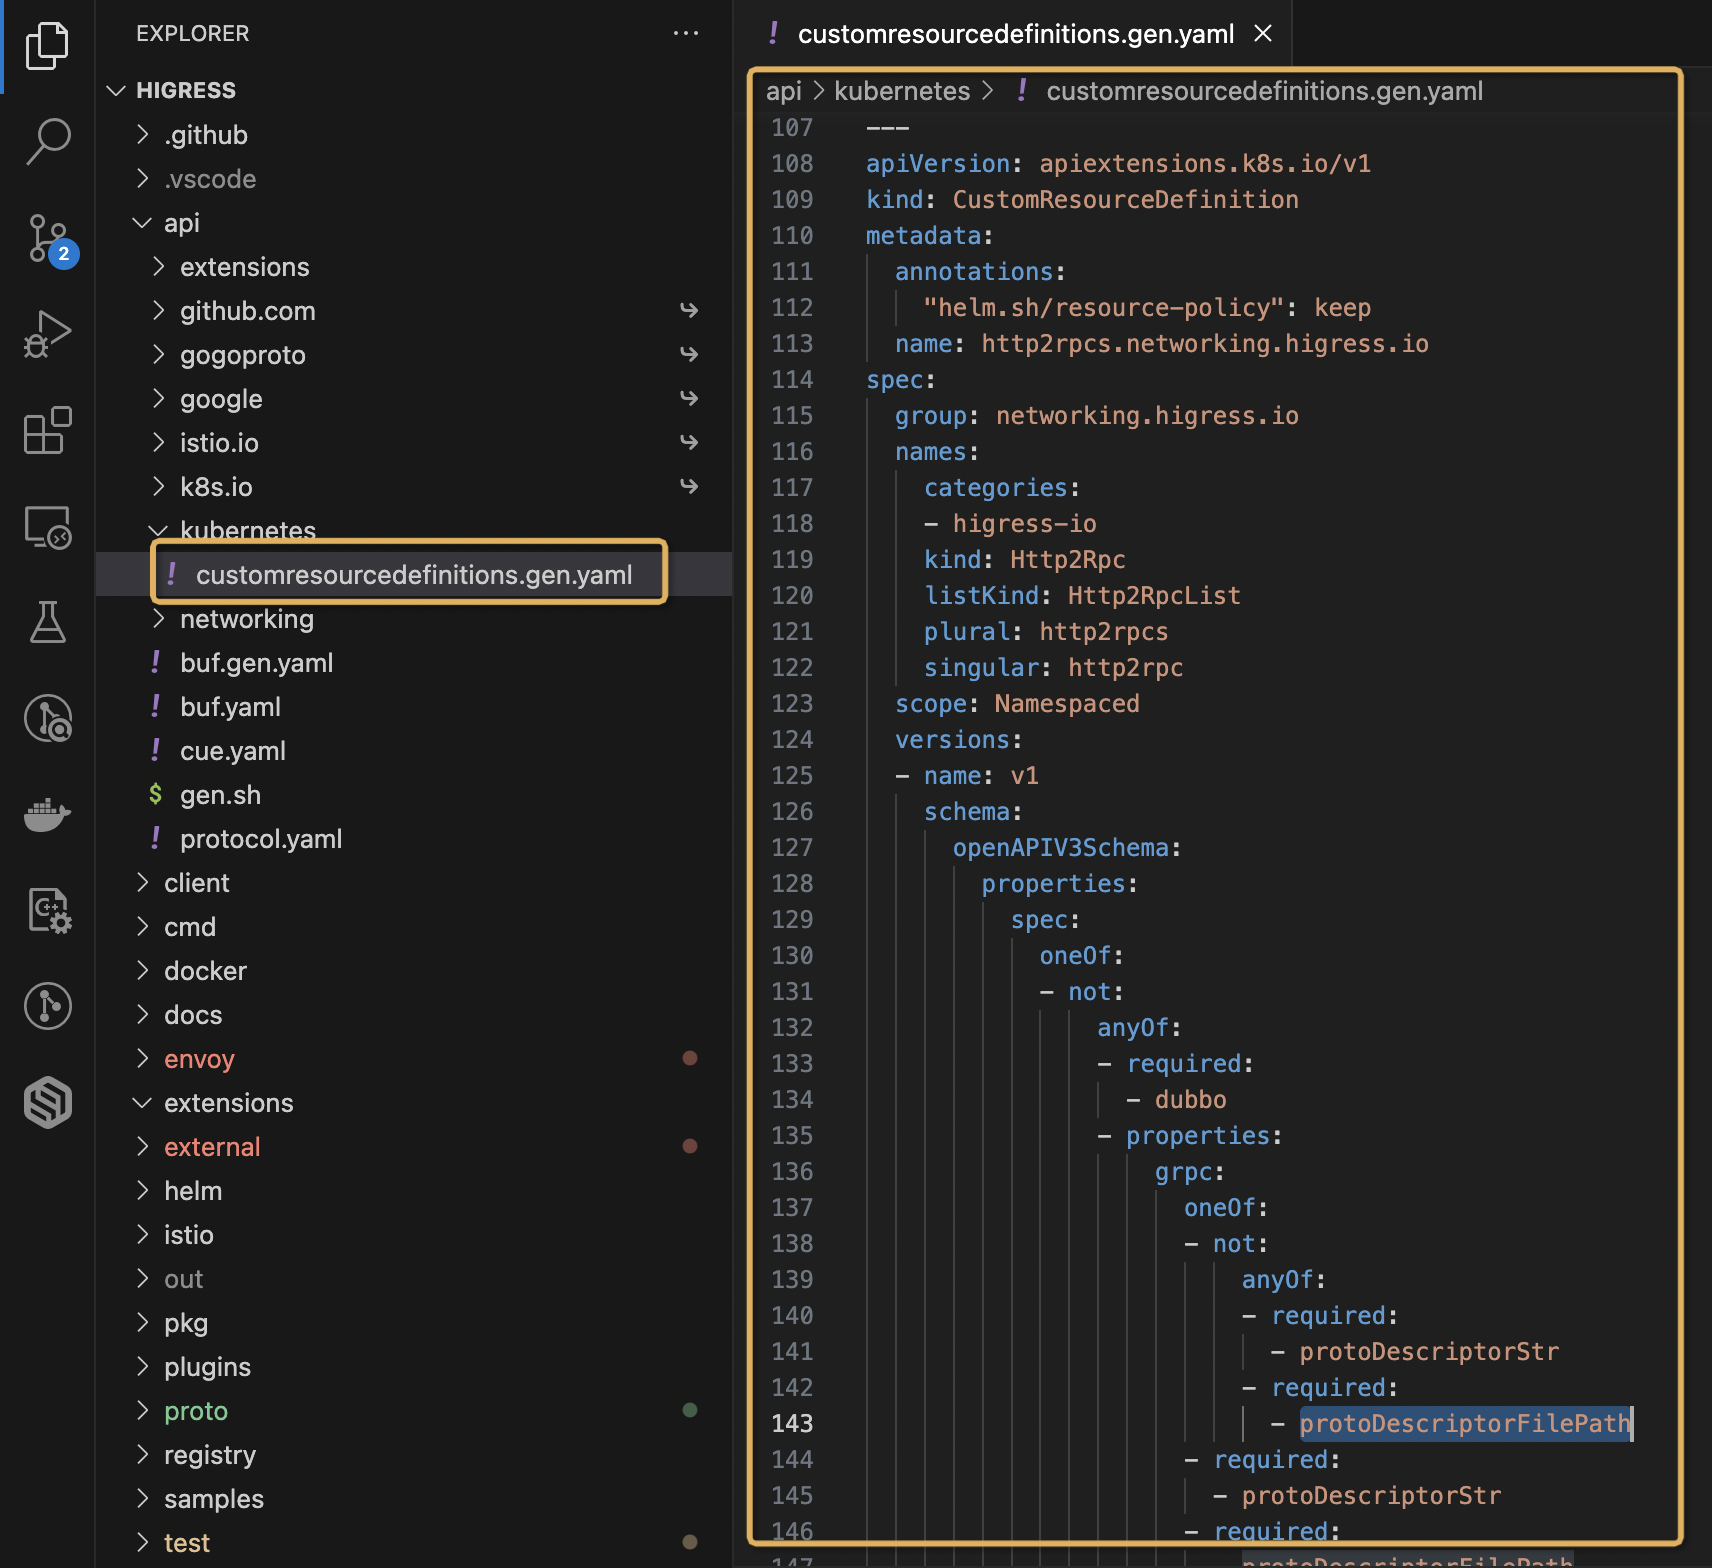 EXPLORER
HIGRESS
.github
.vscode
api
extensions
github.com
gogoproto
google
istio.io
k8s.io
kubernetes
customresourcedefinitions.gen.yaml
networking
buf.gen.yaml
buf.yaml
cue.yaml
$ gen.sh
protocol.yaml
client
cmd
docker
docs
envoy
extensions
external
helm
istio
out
pkg
plugins
proto
registry
samples
test
2
! customresourcedefinitions.gen.yaml
api > kubernetes > ! customresourcedefinitions.gen.yaml
107 ---
108 apiVersion: apiextensions.k8s.io/v1
109 kind: CustomResourceDefinition
110 metadata:
111 annotations:
112 "helm.sh/resource-policy": keep
113 name: http2rpcs.networking.higress.io
114 spec:
115 group: networking.higress.io
116 names:
117 categories:
118 - higress-io
119 kind: Http2Rpc
120 listKind: Http2RpcList
121 plural: http2rpcs
122 singular: http2rpc
123 scope: Namespaced
124 versions:
125 - name: v1
126 schema:
127 openAPIV3Schema:
128 properties:
129 spec:
130 oneOf:
131 - not:
132 anyOf:
133 - required:
134 - dubbo
135 - properties:
136 grpc:
137 oneOf:
138 - not:
139 anyOf:
140 - required:
141 - protoDescriptorStr
142 - required:
143 - protoDescriptorFilePath
144 - required:
145 - protoDescriptorStr
146 - required:
147 protoDescriptorFilePath